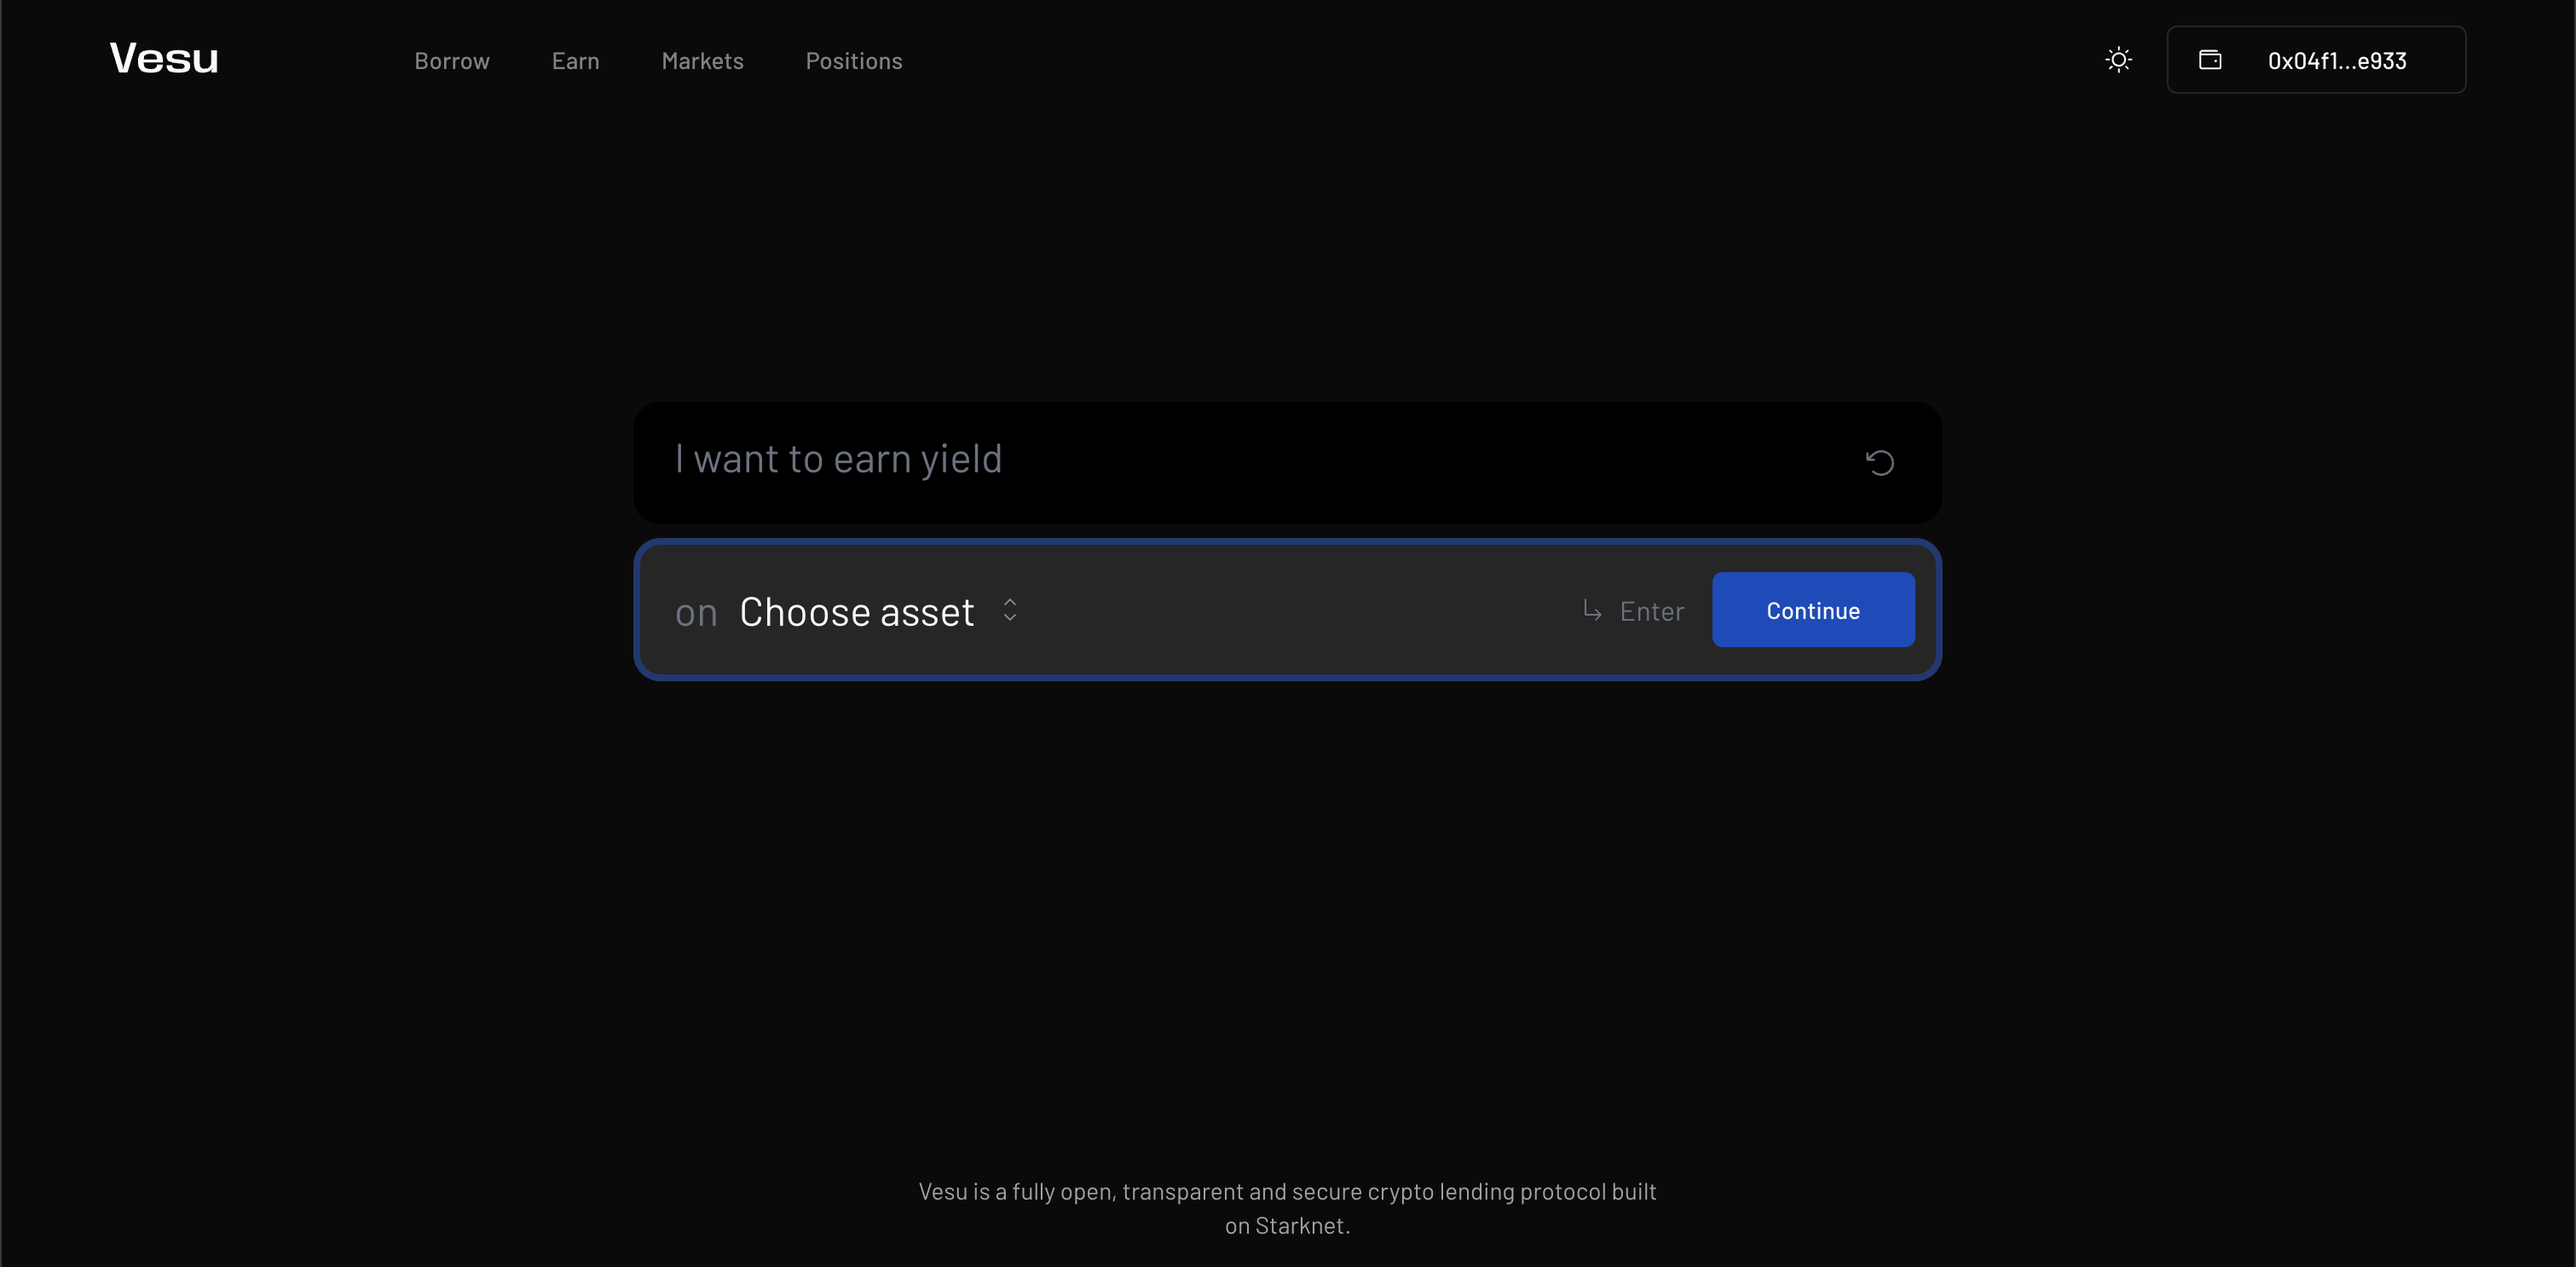 Vesu
Borrow Earn Markets Positions
0x04f1...e933
I want to earn yield
on Choose asset
Enter
Continue
Vesu is a fully open, transparent and secure crypto lending protocol built
on Starknet.